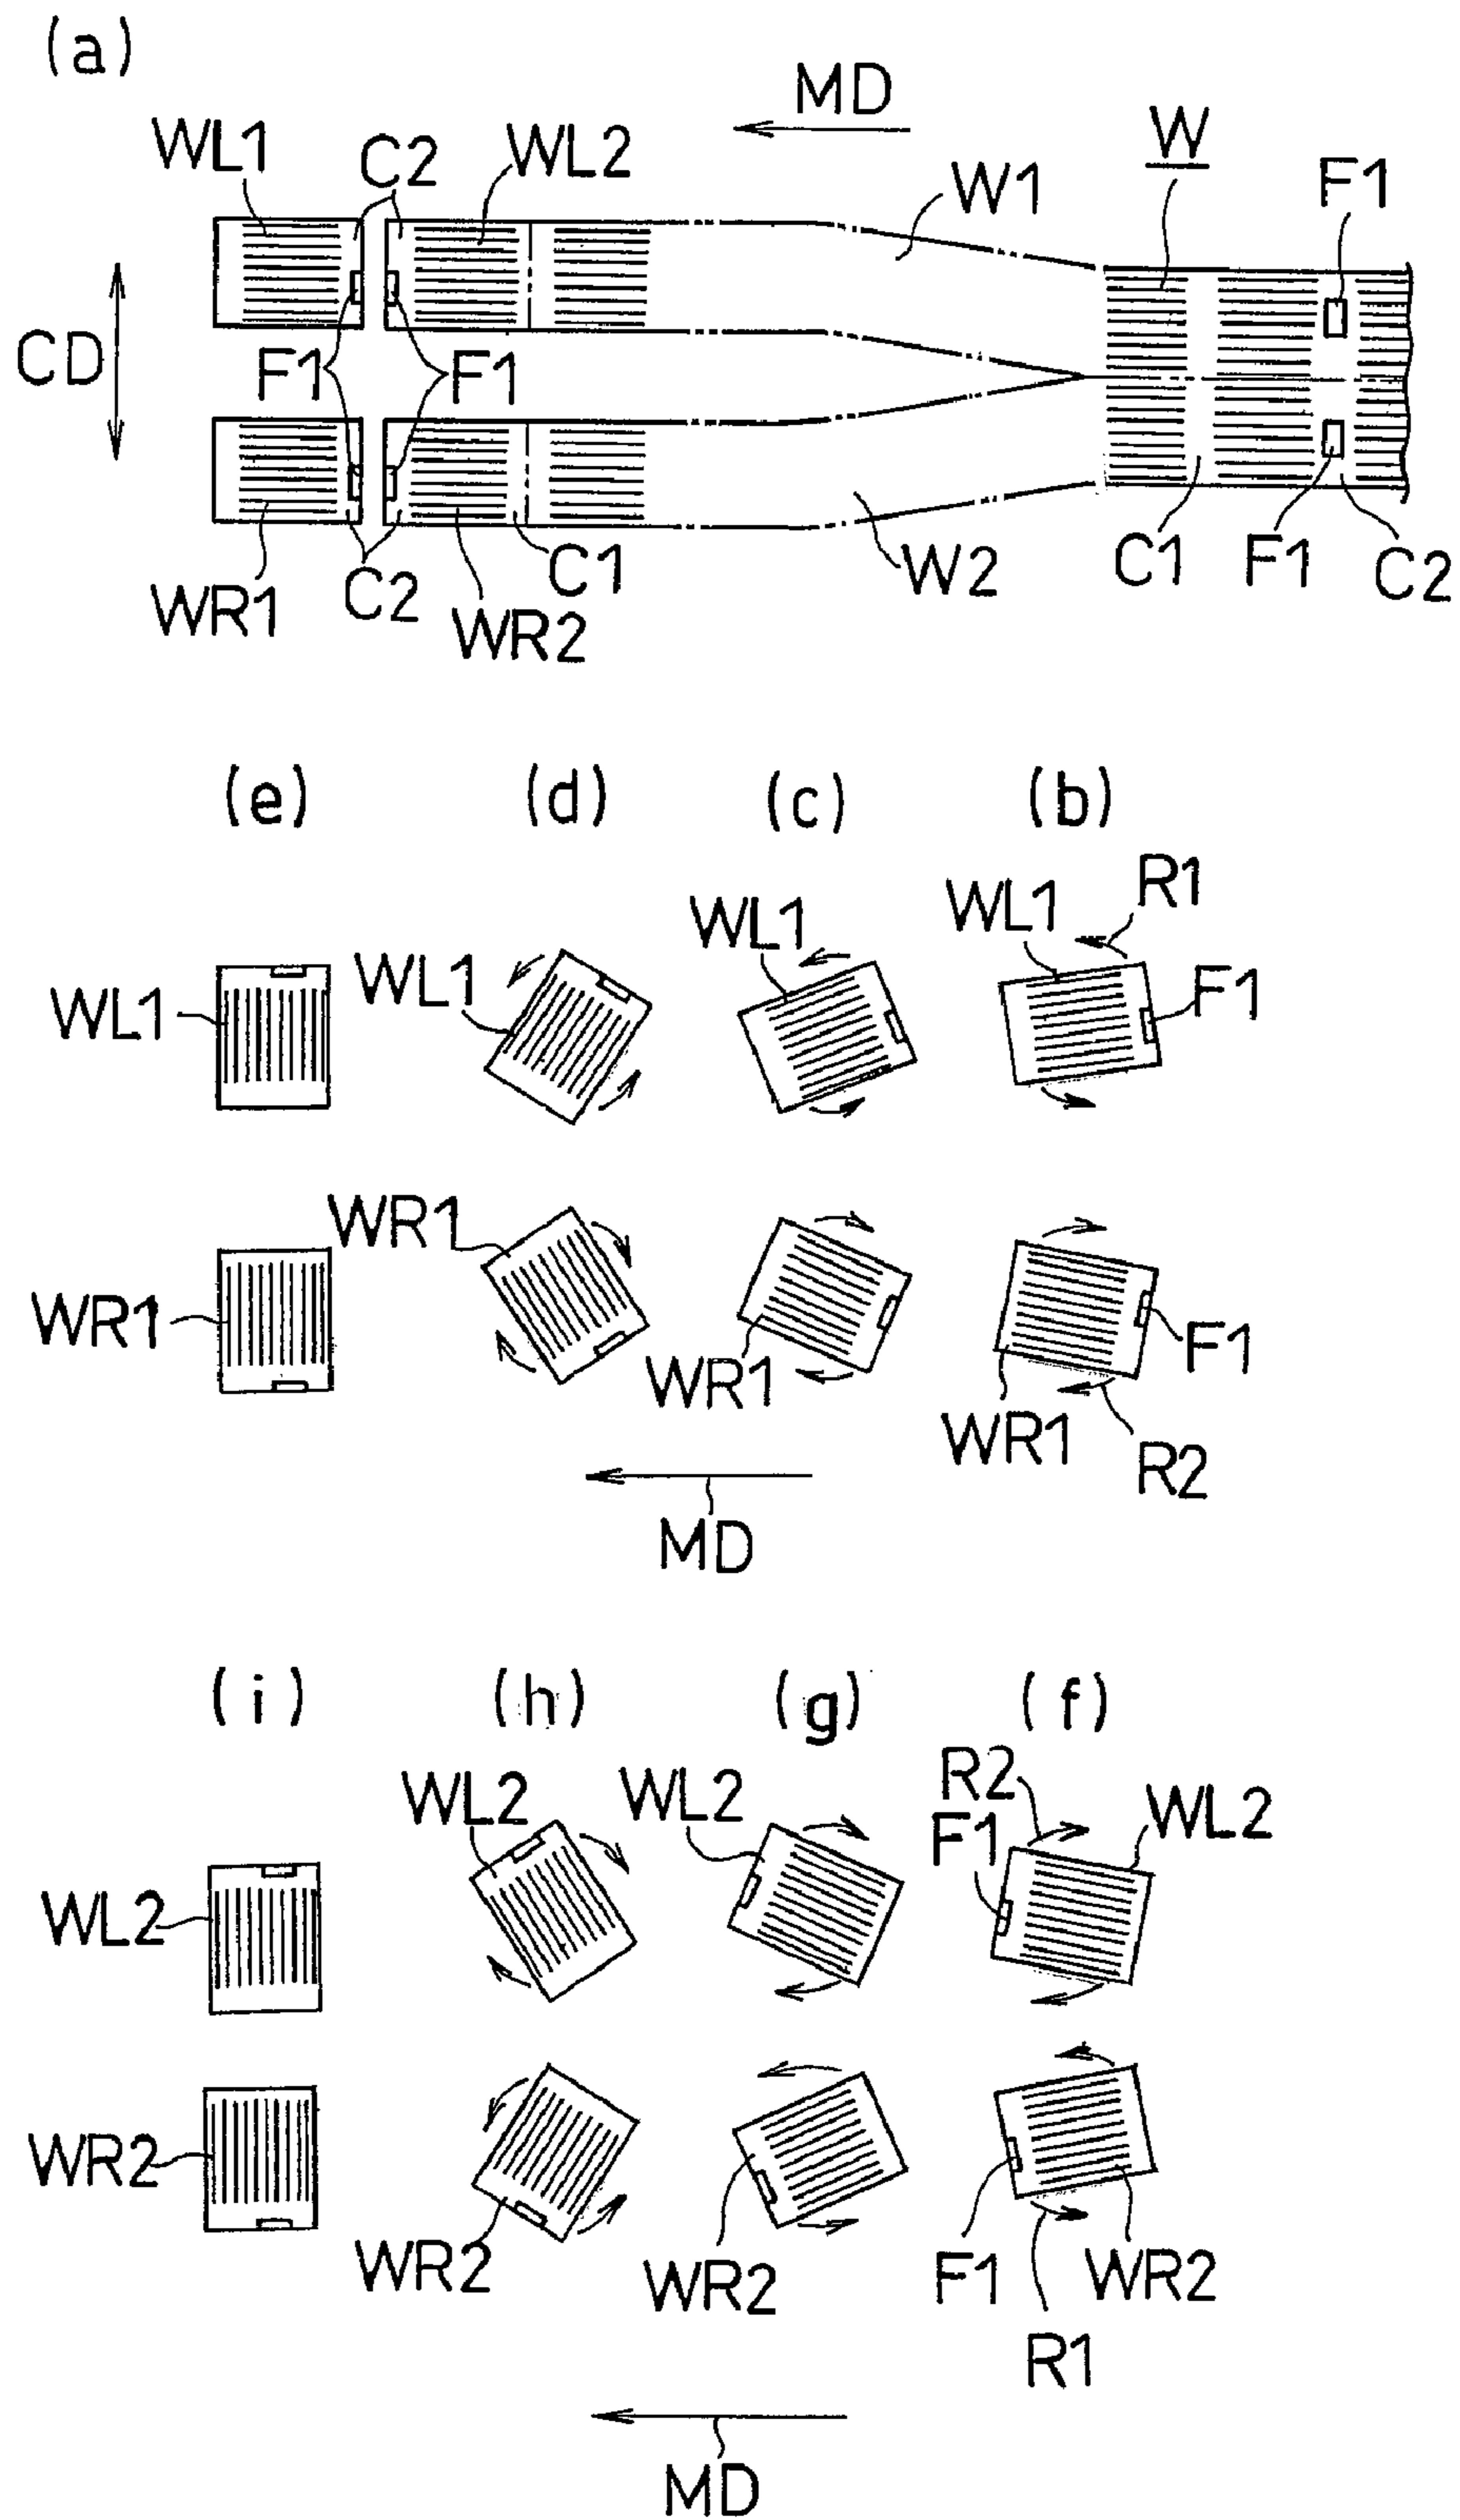 (a)
MD
W
WL1 C2 WL2 W1 F1
CD
F1 F1
C1 W2 C1 F1 C2
WR1 C2 WR2
(e) (d) (c) (b)
R1
WL1 WL1
WL1 WL1 F1
WR1
WR1 WR1 F1
WR1
R2
MD
(i) (h) (g) (f)
R2
WL2 WL2 F1 WL2
WL2
WR2
WR2 WR2 F1 WR2
R1
MD